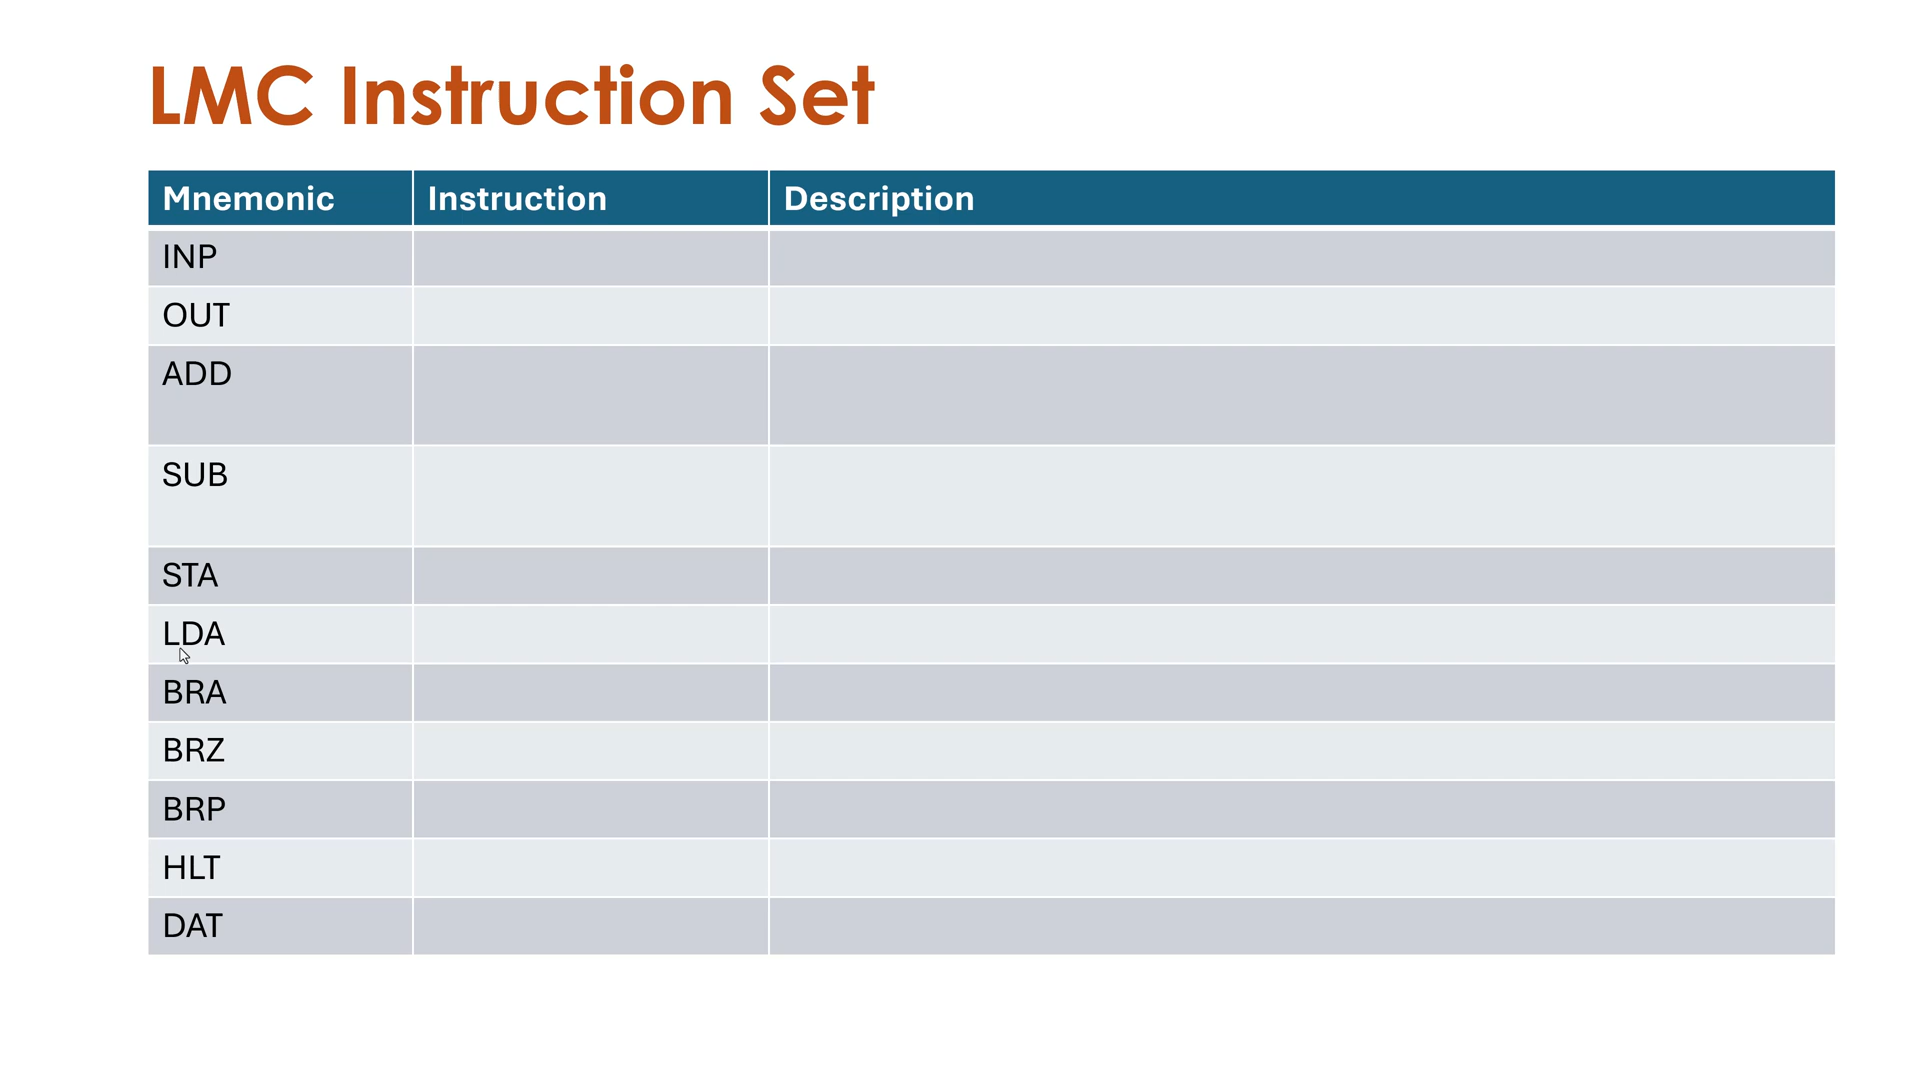 LMC Instruction Set
Mnemonic Instruction Description
INP
OUT
ADD
SUB
STA
LDA
BRA
BRZ
BRP
HLT
DAT